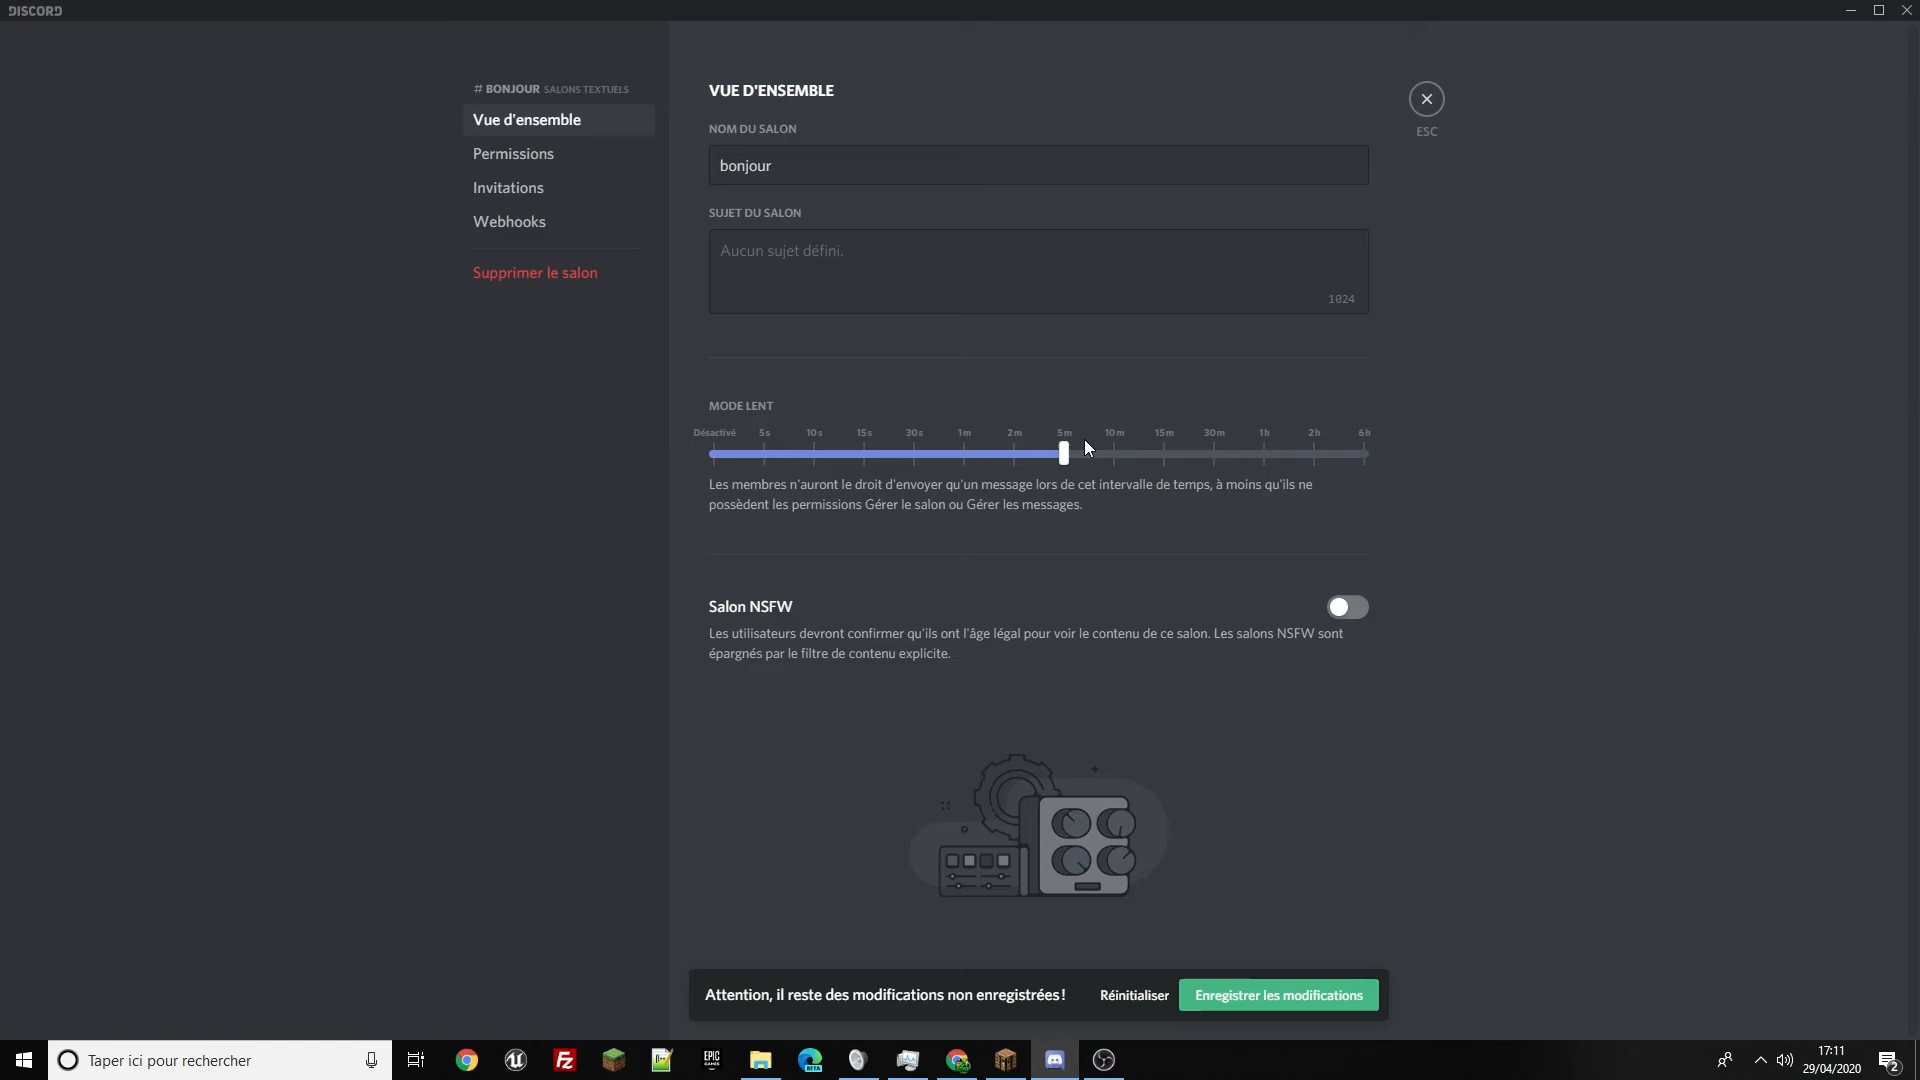 DISCORD
# BONJOUR SALONS TEXTUELS
Vue d'ensemble
Permissions
Invitations
Webhooks
Supprimer le salon
VUE D'ENSEMBLE
NOM DU SALON
bonjour
SUJET DU SALON
Aucun sujet défini.
1024
ESC
MODE LENT
Désactivé 5s 10s 15s 30s 1m 2m 5m 10m 15m 30m 1h 2h 6h
Les membres n'auront le droit d'envoyer qu'un message lors de cet intervalle de temps, à moins qu'ils ne
possèdent les permissions Gérer le salon ou Gérer les messages.
Salon NSFW
Les utilisateurs devront confirmer qu'ils ont l'âge légal pour voir le contenu de ce salon. Les salons NSFW sont
épargnés par le filtre de contenu explicite.
Attention, il reste des modifications non enregistrées !
Réinitialiser
Enregistrer les modifications
Taper ici pour rechercher
EPIC
GAMES
BETA
17:11
29/04/2020
2